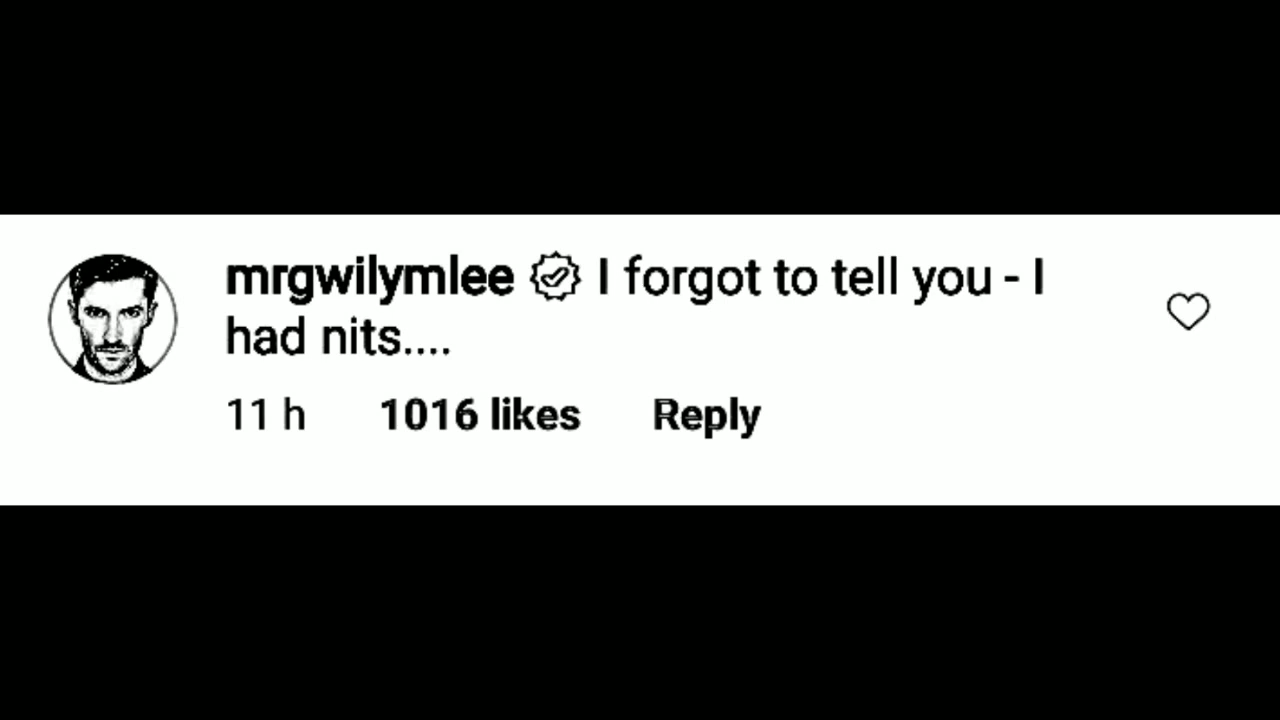 mrgwilymlee I forgot to tell you - I
had nits....
11 h 1016 likes Reply